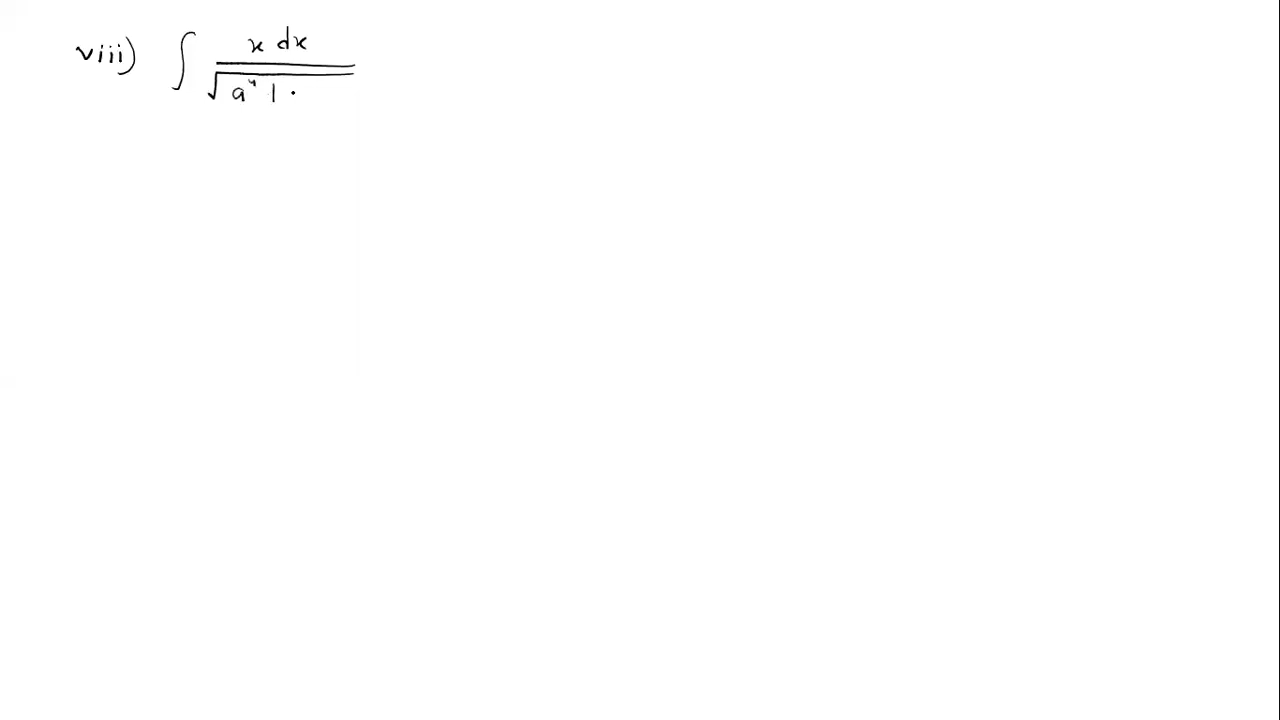 viii) ∫ x dx / √(a⁴ | ·